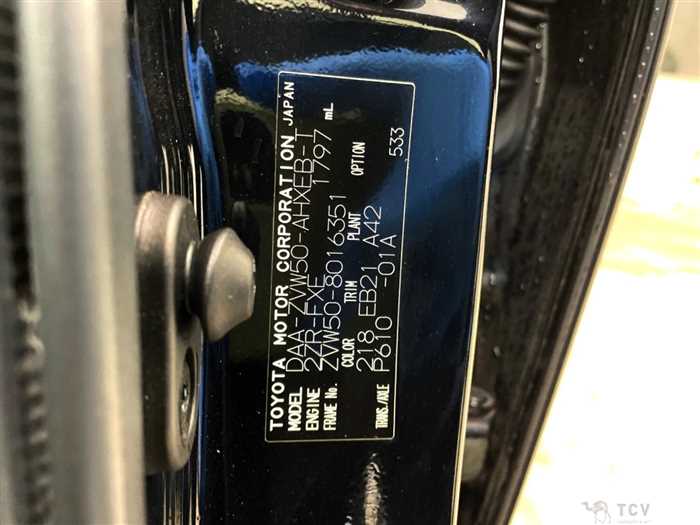 TOYOTA MOTOR CORPORATION JAPAN
MODEL DAA-ZVW50-AHXEB-T
ENGINE 2ZR-FXE 1797 mL
FRAME No. ZVW50-8016351
COLOR TRIM PLANT OPTION
218 EB21 A42 533
TRANS./AXLE P610 -01A
TCV